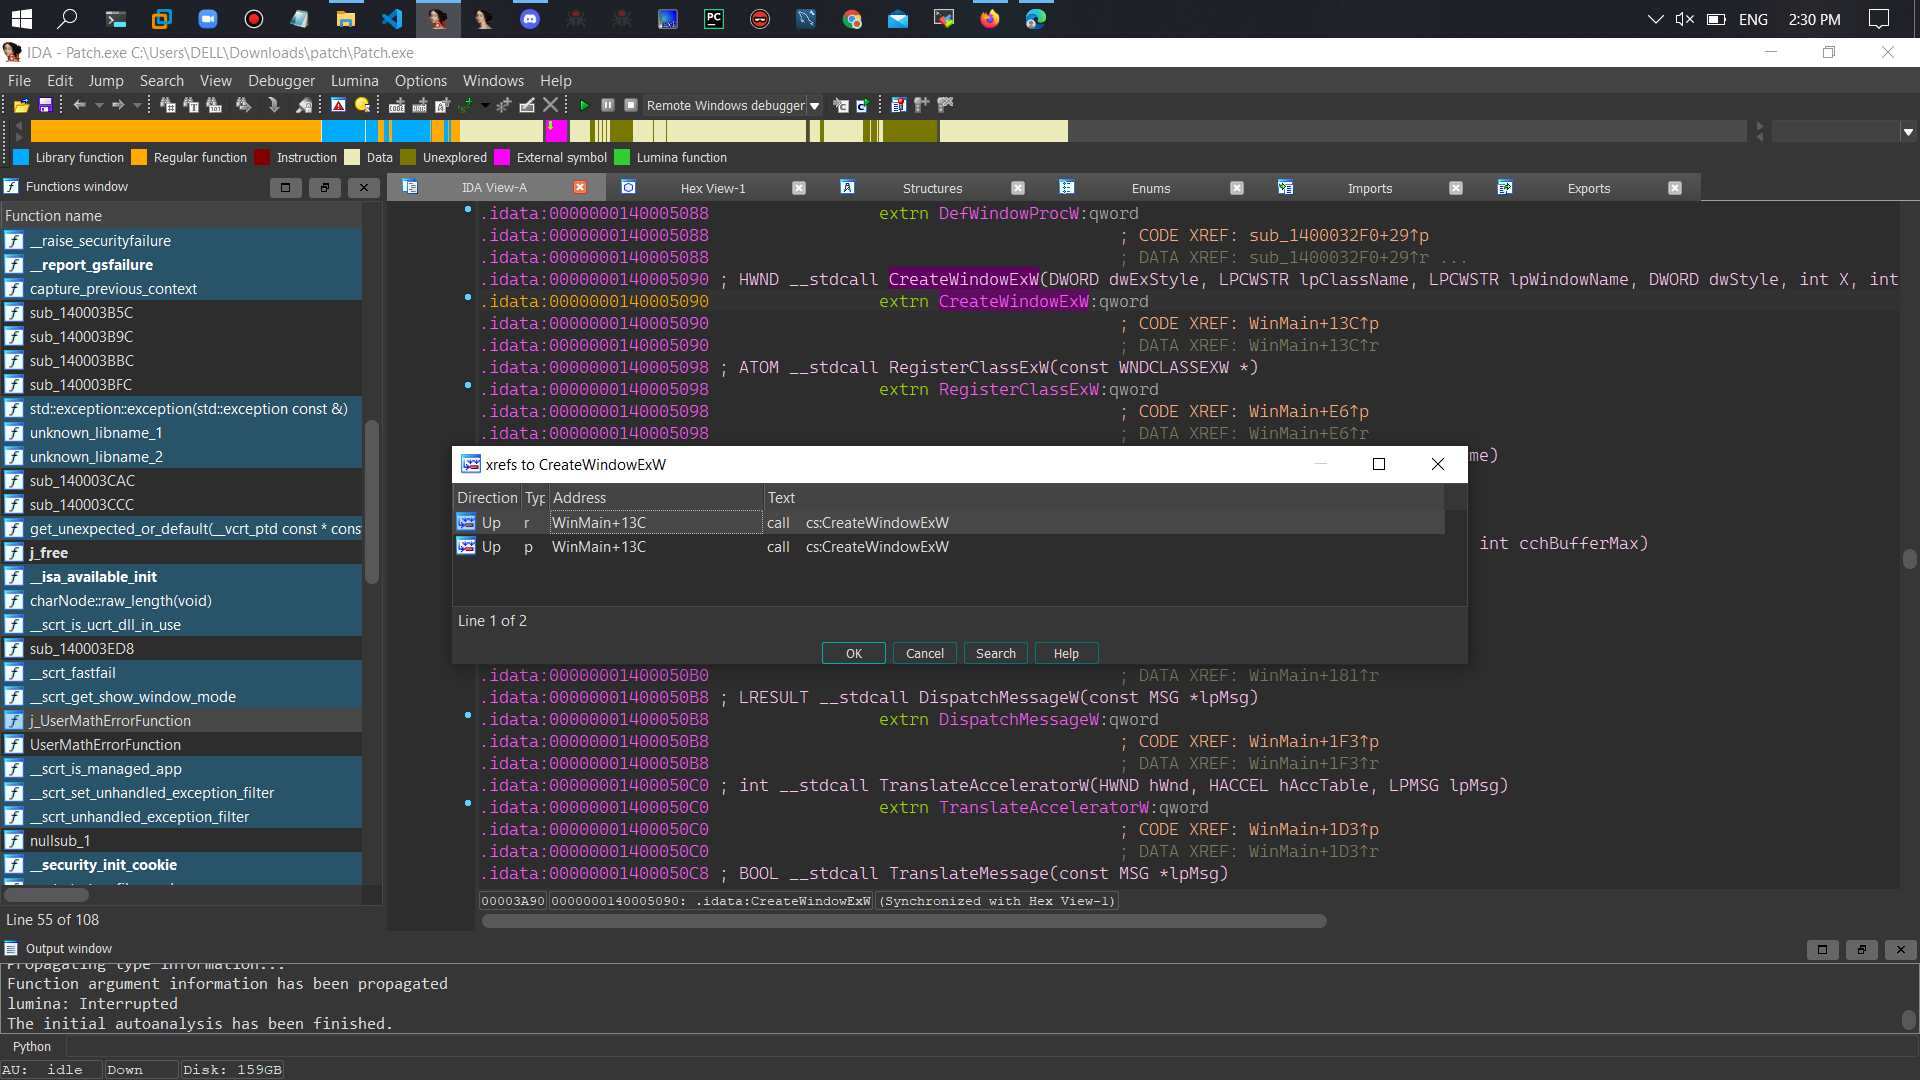 ENG
2:30 PM
IDA - Patch.exe C:\Users\DELL\Downloads\patch\Patch.exe
File Edit Jump Search View Debugger Lumina Options Windows Help
Remote Windows debugger
Library function Regular function Instruction Data Unexplored External symbol Lumina function
Functions window
IDA View-A Hex View-1 Structures Enums Imports Exports
Function name
__raise_securityfailure
__report_gsfailure
capture_previous_context
sub_140003B5C
sub_140003B9C
sub_140003BBC
sub_140003BFC
std::exception::exception(std::exception const &)
unknown_libname_1
unknown_libname_2
sub_140003CAC
sub_140003CCC
get_unexpected_or_default(__vcrt_ptd const * cons
j_free
__isa_available_init
charNode::raw_length(void)
__scrt_is_ucrt_dll_in_use
sub_140003ED8
__scrt_fastfail
__scrt_get_show_window_mode
j_UserMathErrorFunction
UserMathErrorFunction
__scrt_is_managed_app
__scrt_set_unhandled_exception_filter
__scrt_unhandled_exception_filter
nullsub_1
__security_init_cookie
Line 55 of 108
.idata:0000000140005088 extrn DefWindowProcW:qword
.idata:0000000140005088 ; CODE XREF: sub_1400032F0+29↑p
.idata:0000000140005088 ; DATA XREF: sub_1400032F0+29↑r ...
.idata:0000000140005090 ; HWND __stdcall CreateWindowExW(DWORD dwExStyle, LPCWSTR lpClassName, LPCWSTR lpWindowName, DWORD dwStyle, int X, int
.idata:0000000140005090 extrn CreateWindowExW:qword
.idata:0000000140005090 ; CODE XREF: WinMain+13C↑p
.idata:0000000140005090 ; DATA XREF: WinMain+13C↑r
.idata:0000000140005098 ; ATOM __stdcall RegisterClassExW(const WNDCLASSEXW *)
.idata:0000000140005098 extrn RegisterClassExW:qword
.idata:0000000140005098 ; CODE XREF: WinMain+E6↑p
.idata:0000000140005098 ; DATA XREF: WinMain+E6↑r
me)
int cchBufferMax)
xrefs to CreateWindowExW
Direction Typ Address Text
Up r WinMain+13C call cs:CreateWindowExW
Up p WinMain+13C call cs:CreateWindowExW
Line 1 of 2
OK Cancel Search Help
.idata:00000001400050B0 ; DATA XREF: WinMain+181↑r
.idata:00000001400050B8 ; LRESULT __stdcall DispatchMessageW(const MSG *lpMsg)
.idata:00000001400050B8 extrn DispatchMessageW:qword
.idata:00000001400050B8 ; CODE XREF: WinMain+1F3↑p
.idata:00000001400050B8 ; DATA XREF: WinMain+1F3↑r
.idata:00000001400050C0 ; int __stdcall TranslateAcceleratorW(HWND hWnd, HACCEL hAccTable, LPMSG lpMsg)
.idata:00000001400050C0 extrn TranslateAcceleratorW:qword
.idata:00000001400050C0 ; CODE XREF: WinMain+1D3↑p
.idata:00000001400050C0 ; DATA XREF: WinMain+1D3↑r
.idata:00000001400050C8 ; BOOL __stdcall TranslateMessage(const MSG *lpMsg)
00003A90 0000000140005090: .idata:CreateWindowExW (Synchronized with Hex View-1)
Output window
Propagating type information...
Function argument information has been propagated
lumina: Interrupted
The initial autoanalysis has been finished.
Python
AU: idle Down Disk: 159GB